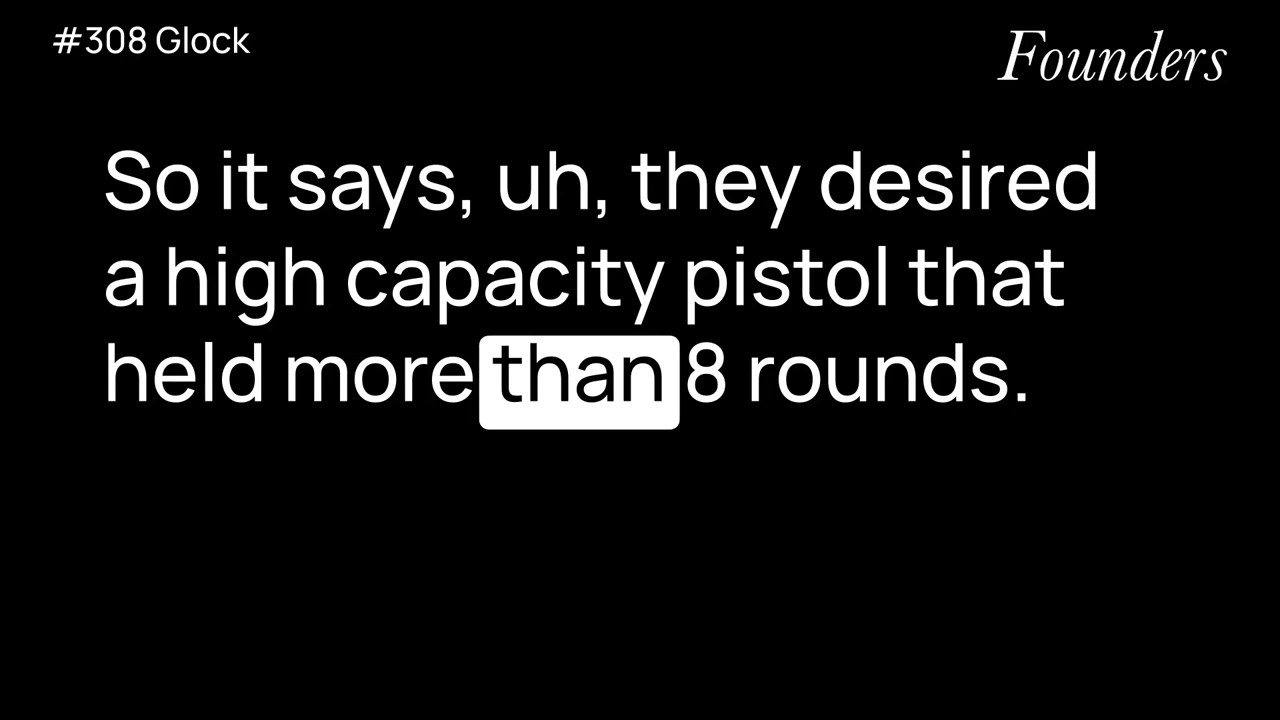 #308 Glock
Founders
So it says, uh, they desired
a high capacity pistol that
held more than 8 rounds.